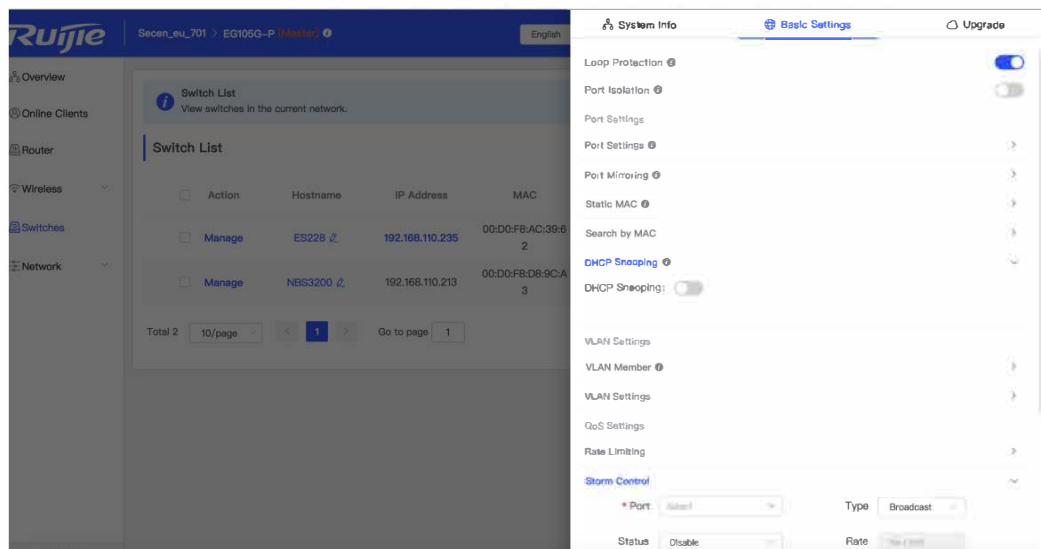 Ruijie
Secen_eu_701 > EG105G-P (Master)
English
Overview
Online Clients
Router
Wireless
Switches
Network
Switch List
View switches in the current network.
Switch List
Action Hostname IP Address MAC
Manage ES228 192.168.110.235 00:D0:F8:AC:39:6
2
Manage NBS3200 192.168.110.213 00:D0:F8:D8:9C:A
3
Total 2 10/page < 1 > Go to page 1
System Info Basic Settings Upgrade
Loop Protection
Port Isolation
Port Settings
Port Settings
Port Mirroring
Static MAC
Search by MAC
DHCP Snooping
DHCP Snooping:
VLAN Settings
VLAN Member
VLAN Settings
QoS Settings
Rate Limiting
Storm Control
* Port Select Type Broadcast
Status Disable Rate